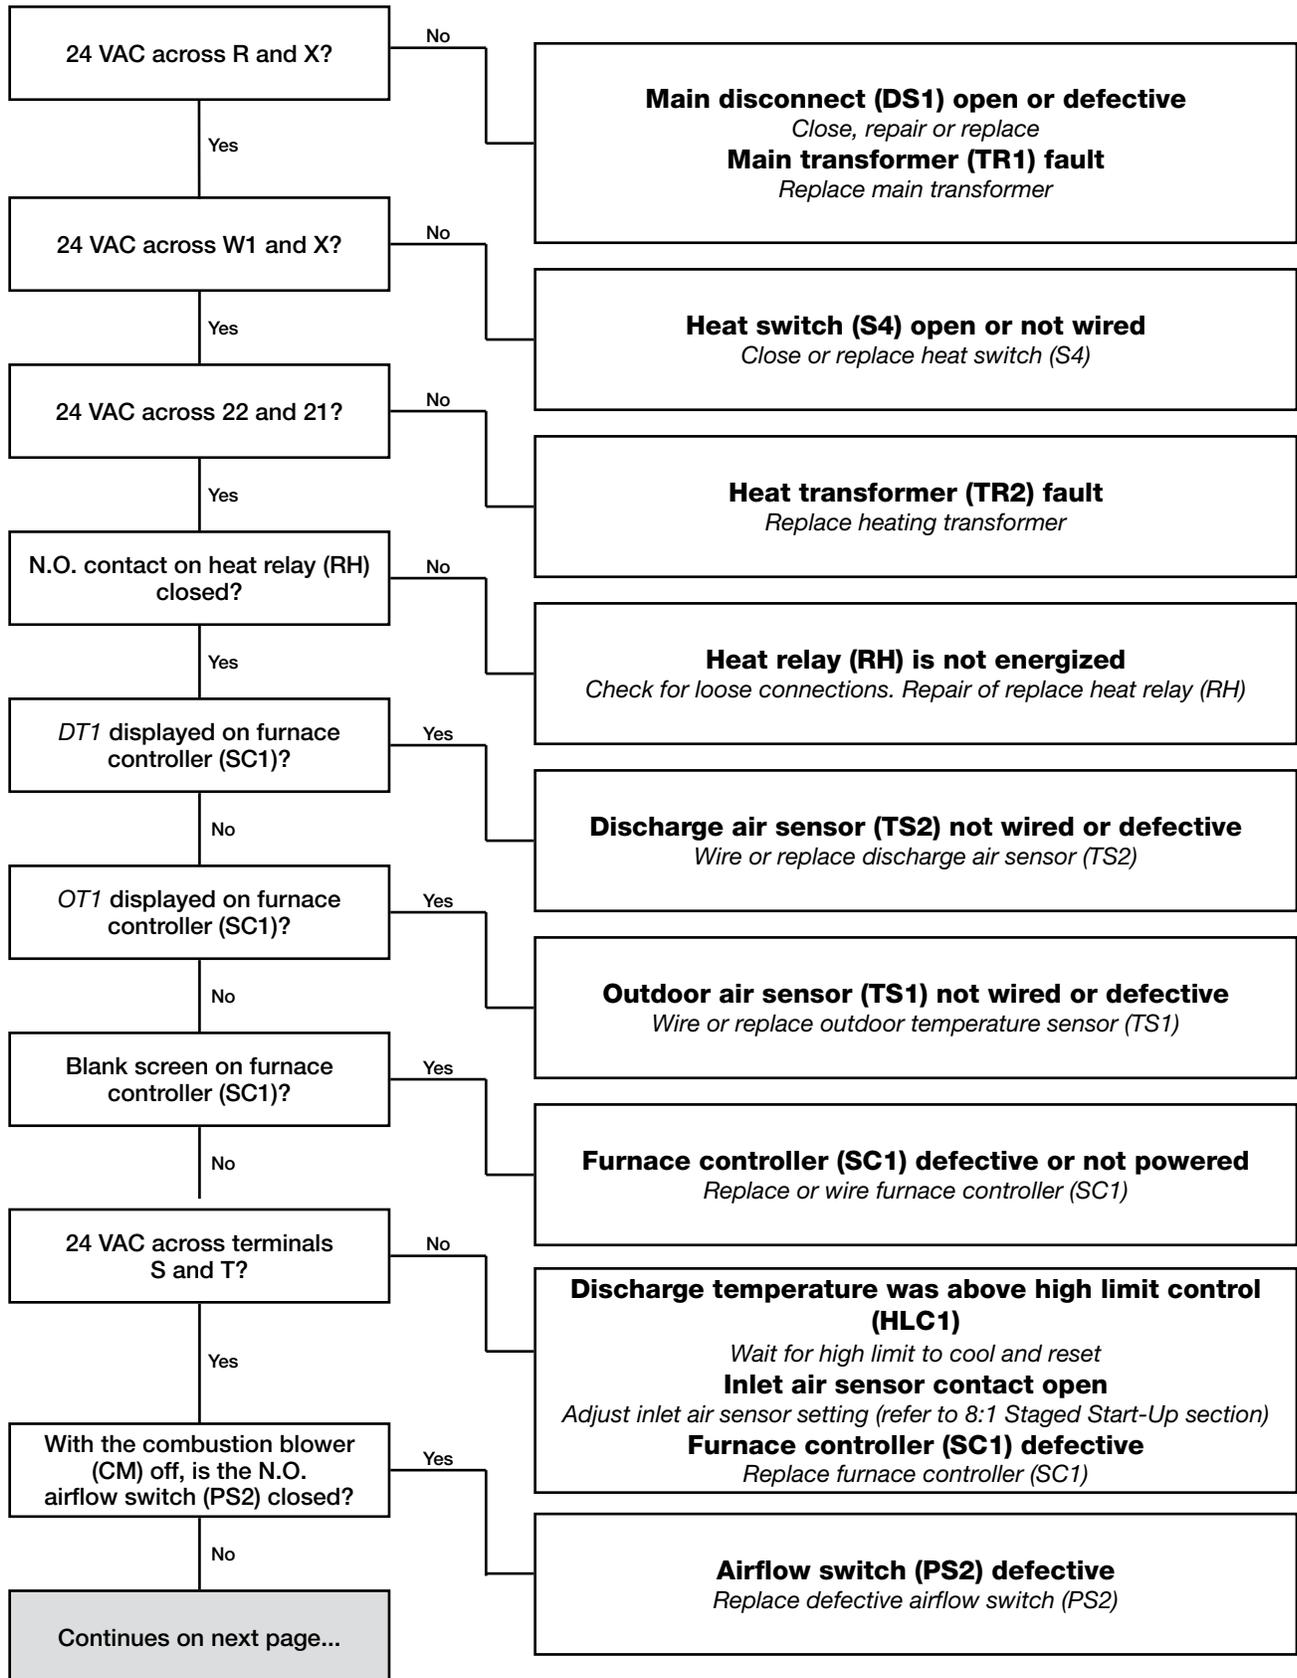 24 VAC across R and X?
No
Main disconnect (DS1) open or defective
Close, repair or replace
Main transformer (TR1) fault
Replace main transformer
Yes
24 VAC across W1 and X?
No
Heat switch (S4) open or not wired
Close or replace heat switch (S4)
Yes
24 VAC across 22 and 21?
No
Heat transformer (TR2) fault
Replace heating transformer
Yes
N.O. contact on heat relay (RH)
closed?
No
Heat relay (RH) is not energized
Check for loose connections. Repair of replace heat relay (RH)
Yes
DT1 displayed on furnace
controller (SC1)?
Yes
Discharge air sensor (TS2) not wired or defective
Wire or replace discharge air sensor (TS2)
No
OT1 displayed on furnace
controller (SC1)?
Yes
Outdoor air sensor (TS1) not wired or defective
Wire or replace outdoor temperature sensor (TS1)
No
Blank screen on furnace
controller (SC1)?
Yes
Furnace controller (SC1) defective or not powered
Replace or wire furnace controller (SC1)
No
24 VAC across terminals
S and T?
No
Discharge temperature was above high limit control
(HLC1)
Wait for high limit to cool and reset
Inlet air sensor contact open
Adjust inlet air sensor setting (refer to 8:1 Staged Start-Up section)
Furnace controller (SC1) defective
Replace furnace controller (SC1)
Yes
With the combustion blower
(CM) off, is the N.O.
airflow switch (PS2) closed?
Yes
Airflow switch (PS2) defective
Replace defective airflow switch (PS2)
No
Continues on next page...